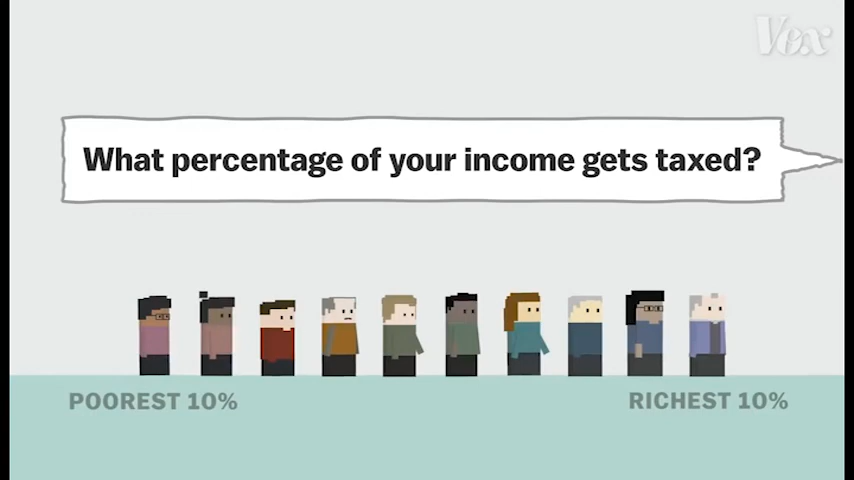 Vox
What percentage of your income gets taxed?
POOREST 10%
RICHEST 10%